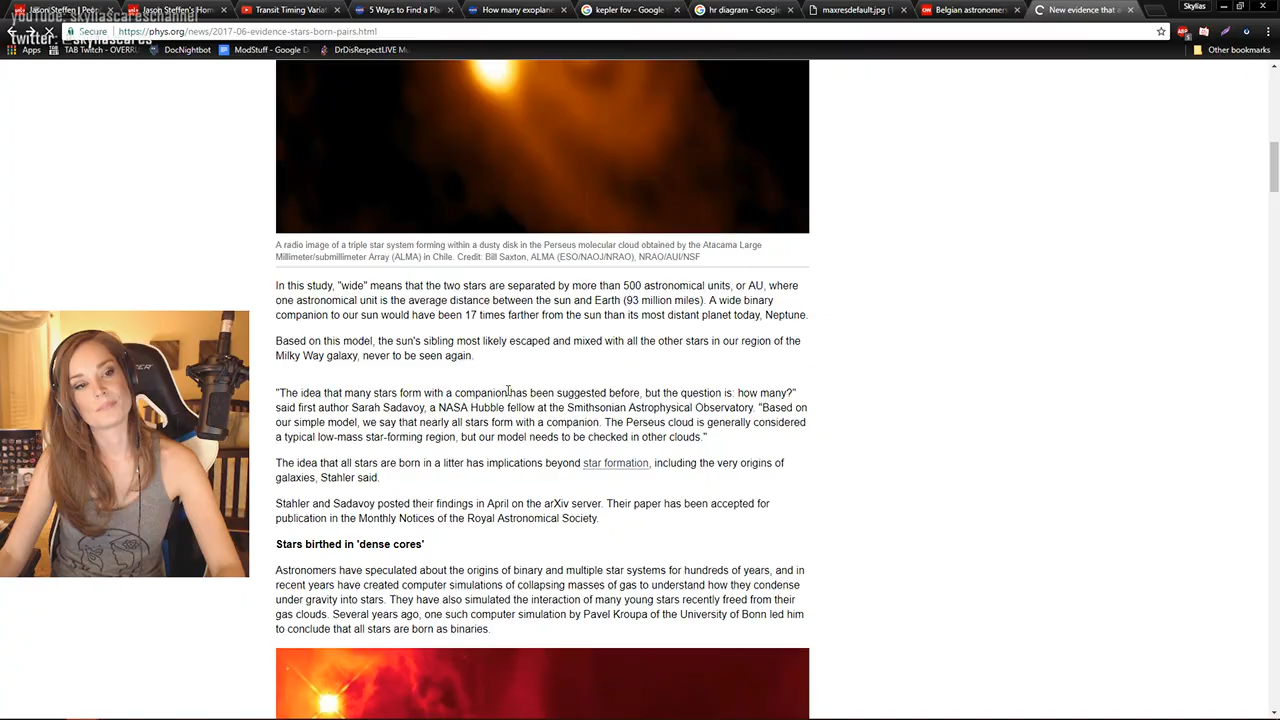 youtube: skyliascareschannel
twitter: @skyliascares
Transit Timing Variat
5 Ways to Find a Pla
How many exoplane
kepler fov - Google
hr diagram - Google
maxresdefault.jpg (1
Belgian astronomers
New evidence that a
Skylias
Secure
https://phys.org/news/2017-06-evidence-stars-born-pairs.html
Apps
TAB Twitch - OVERR
DocNightbot
ModStuff - Google D
DrDisRespectLIVE Mu
Other bookmarks
A radio image of a triple star system forming within a dusty disk in the Perseus molecular cloud obtained by the Atacama Large
Millimeter/submillimeter Array (ALMA) in Chile. Credit: Bill Saxton, ALMA (ESO/NAOJ/NRAO), NRAO/AUI/NSF
In this study, "wide" means that the two stars are separated by more than 500 astronomical units, or AU, where
one astronomical unit is the average distance between the sun and Earth (93 million miles). A wide binary
companion to our sun would have been 17 times farther from the sun than its most distant planet today, Neptune.
Based on this model, the sun's sibling most likely escaped and mixed with all the other stars in our region of the
Milky Way galaxy, never to be seen again.
"The idea that many stars form with a companion has been suggested before, but the question is: how many?"
said first author Sarah Sadavoy, a NASA Hubble fellow at the Smithsonian Astrophysical Observatory. "Based on
our simple model, we say that nearly all stars form with a companion. The Perseus cloud is generally considered
a typical low-mass star-forming region, but our model needs to be checked in other clouds."
The idea that all stars are born in a litter has implications beyond star formation, including the very origins of
galaxies, Stahler said.
Stahler and Sadavoy posted their findings in April on the arXiv server. Their paper has been accepted for
publication in the Monthly Notices of the Royal Astronomical Society.
Stars birthed in 'dense cores'
Astronomers have speculated about the origins of binary and multiple star systems for hundreds of years, and in
recent years have created computer simulations of collapsing masses of gas to understand how they condense
under gravity into stars. They have also simulated the interaction of many young stars recently freed from their
gas clouds. Several years ago, one such computer simulation by Pavel Kroupa of the University of Bonn led him
to conclude that all stars are born as binaries.